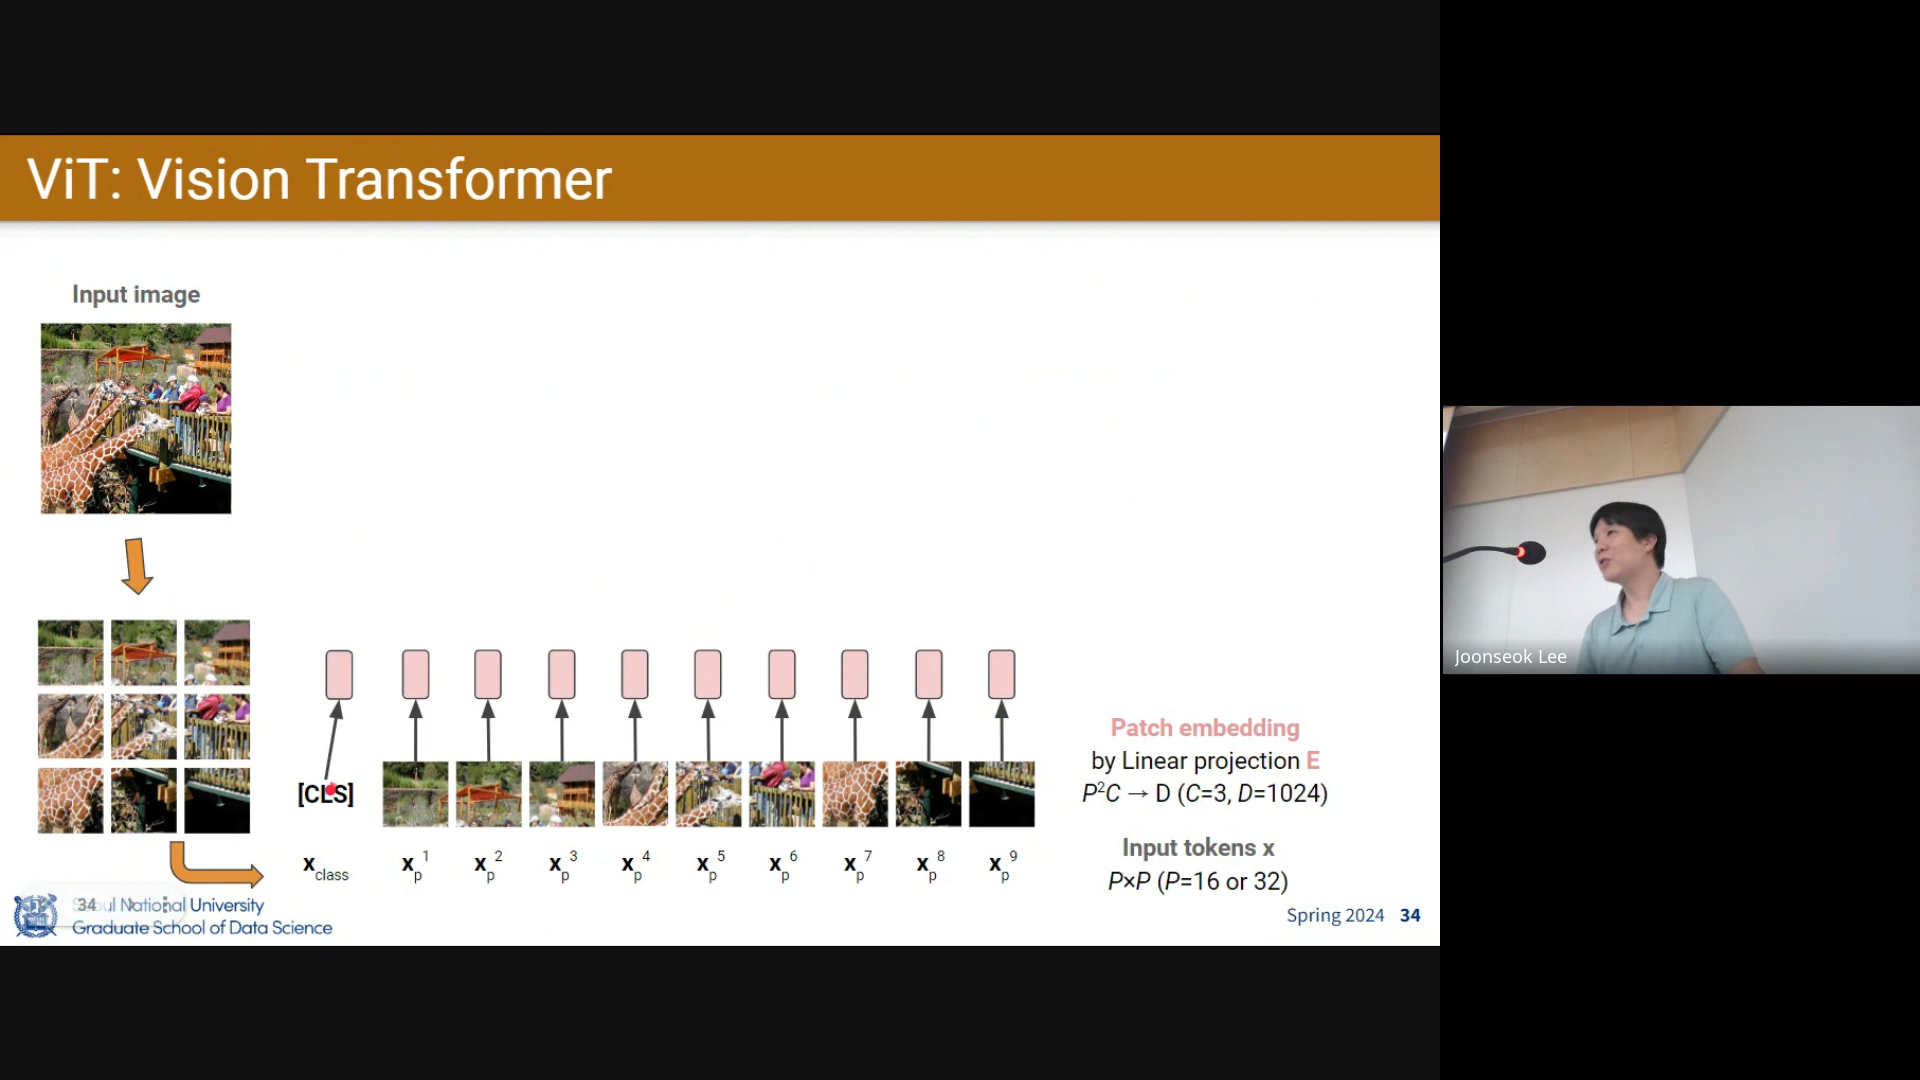 ViT: Vision Transformer
Input image
[CLS]
x class
x p 1
x p 2
x p 3
x p 4
x p 5
x p 6
x p 7
x p 8
x p 9
Patch embedding
by Linear projection E
P²C → D (C=3, D=1024)
Input tokens x
P×P (P=16 or 32)
34
National University
Graduate School of Data Science
Spring 2024 34
Joonseok Lee